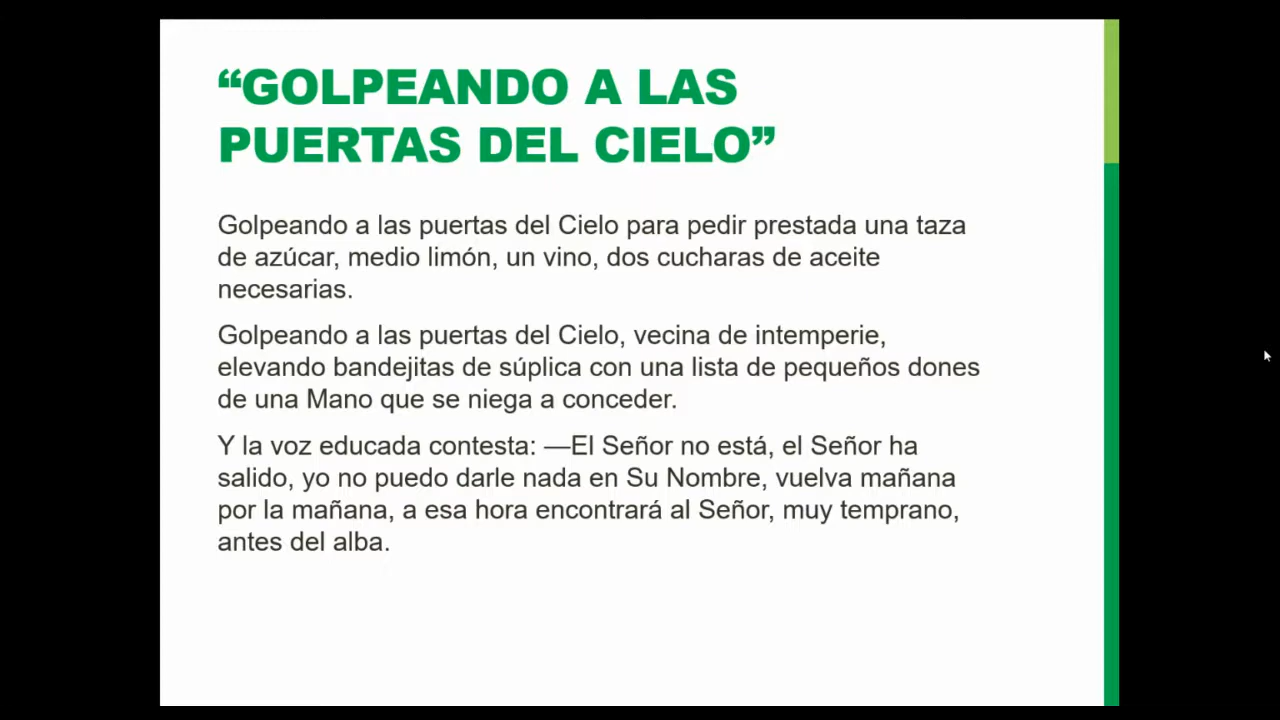 “GOLPEANDO A LAS
PUERTAS DEL CIELO”
Golpeando a las puertas del Cielo para pedir prestada una taza
de azúcar, medio limón, un vino, dos cucharas de aceite
necesarias.
Golpeando a las puertas del Cielo, vecina de intemperie,
elevando bandejitas de súplica con una lista de pequeños dones
de una Mano que se niega a conceder.
Y la voz educada contesta: —El Señor no está, el Señor ha
salido, yo no puedo darle nada en Su Nombre, vuelva mañana
por la mañana, a esa hora encontrará al Señor, muy temprano,
antes del alba.